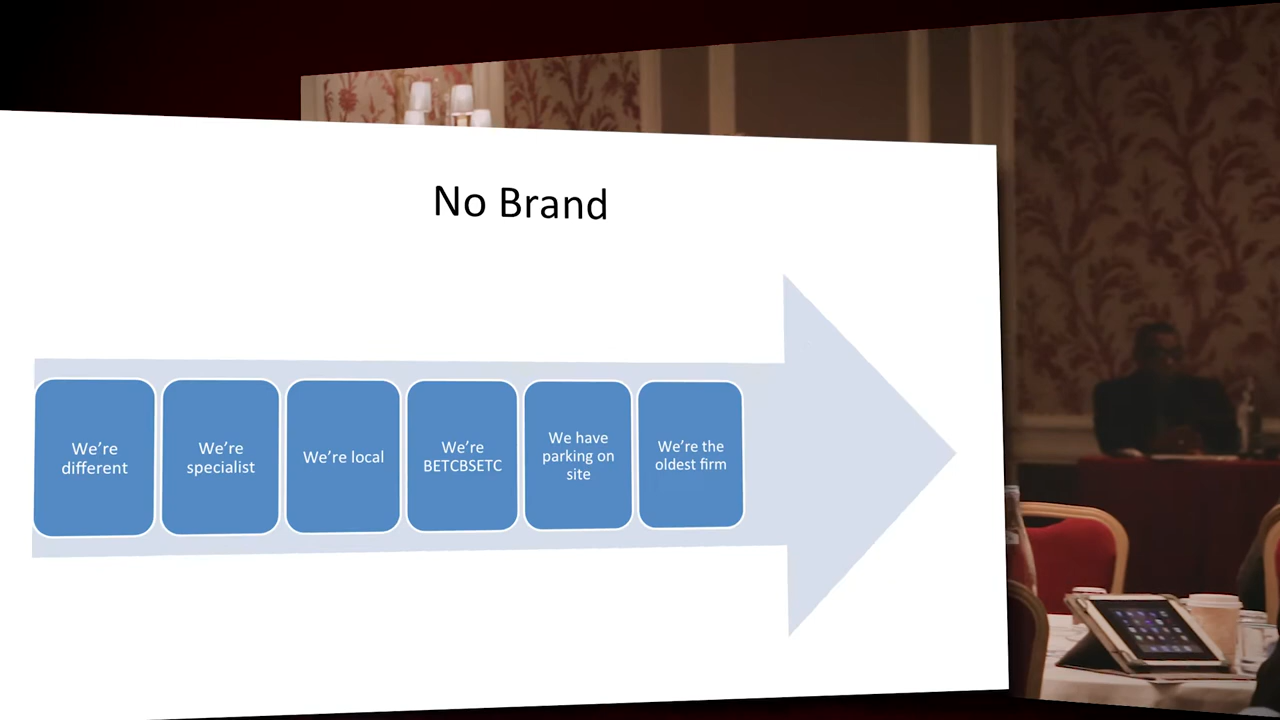 No Brand
We're
different
We're
specialist
We're local
We're
BETCBSETC
We have
parking on
site
We're the
oldest firm